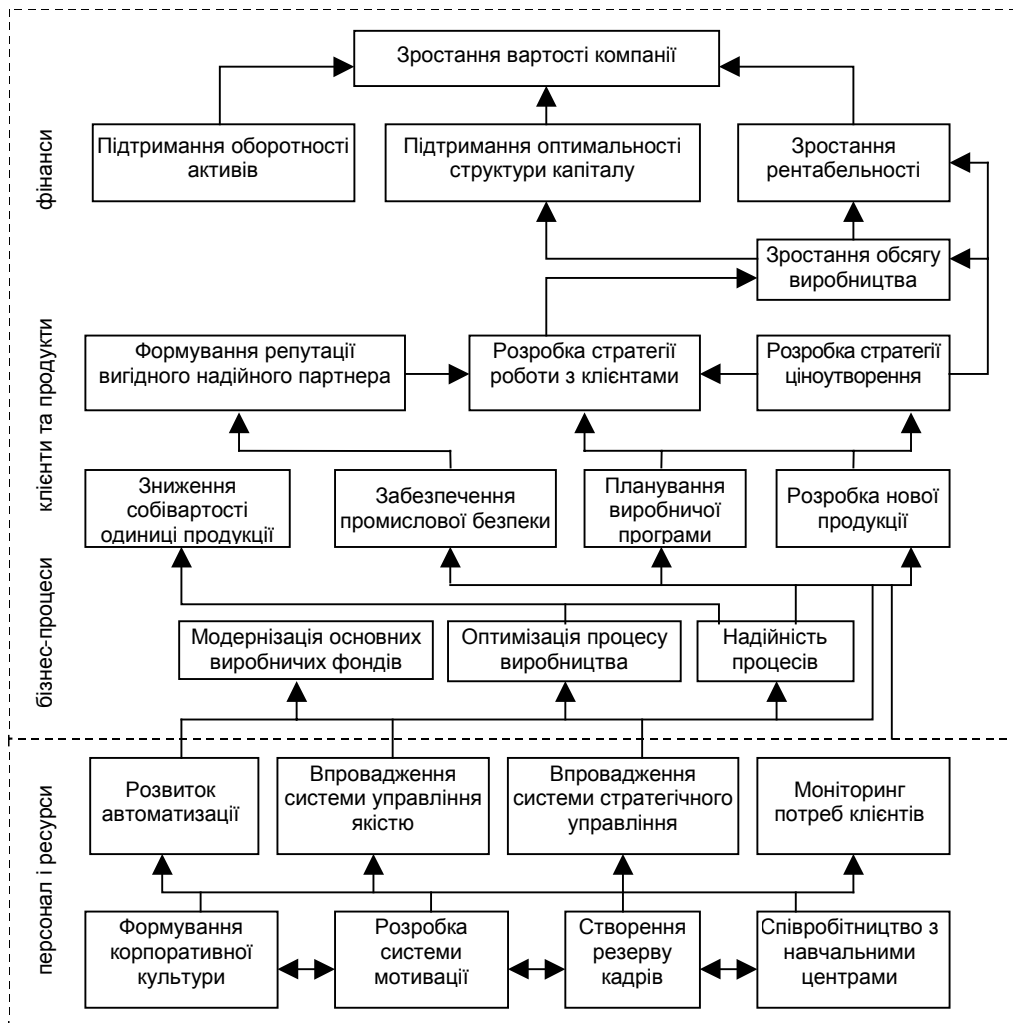 Зростання вартості компанії
фінанси
Підтримання оборотності
активів
Підтримання оптимальності
структури капіталу
Зростання
рентабельності
Зростання обсягу
виробництва
клієнти та продукти
Формування репутації
вигідного надійного партнера
Розробка стратегії
роботи з клієнтами
Розробка стратегії
ціноутворення
Зниження
собівартості
одиниці продукції
Забезпечення
промислової безпеки
Планування
виробничої
програми
Розробка нової
продукції
бізнес-процеси
Модернізація основних
виробничих фондів
Оптимізація процесу
виробництва
Надійність
процесів
персонал і ресурси
Розвиток
автоматизації
Впровадження
системи управління
якістю
Впровадження
системи стратегічного
управління
Моніторинг
потреб клієнтів
Формування
корпоративної
культури
Розробка
системи
мотивації
Створення
резерву
кадрів
Співробітництво з
навчальними
центрами